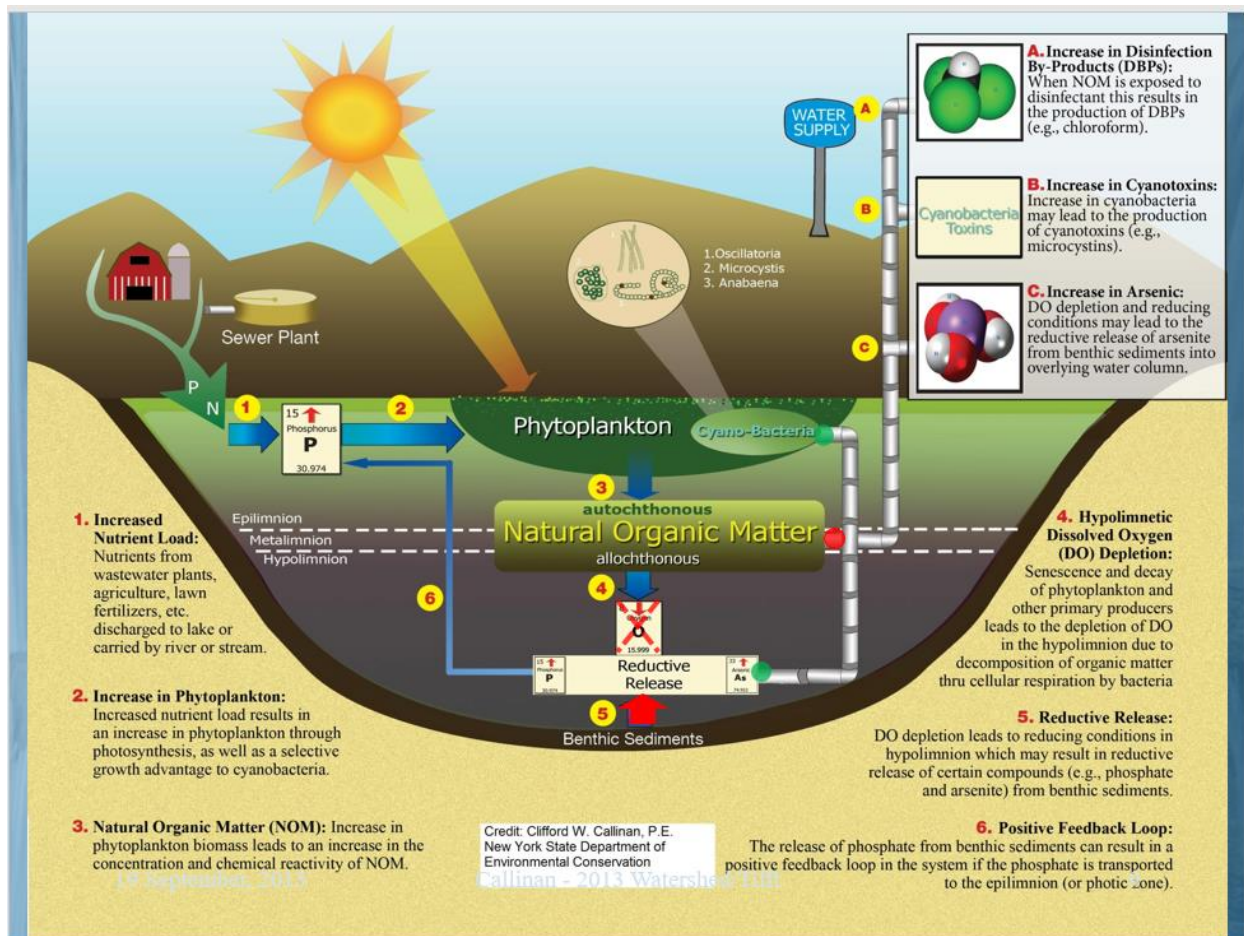 A. Increase in Disinfection
By-Products (DBPs):
When NOM is exposed to
disinfectant this results in
the production of DBPs
(e.g., chloroform).
WATER
SUPPLY
A
B
Cyanobacteria
Toxins
B. Increase in Cyanotoxins:
Increase in cyanobacteria
may lead to the production
of cyanotoxins (e.g.,
microcystins).
1.Oscillatoria
2. Microcystis
3. Anabaena
C
C. Increase in Arsenic:
DO depletion and reducing
conditions may lead to the
reductive release of arsenite
from benthic sediments into
overlying water column.
Sewer Plant
P
N
1
15
Phosphorus
P
30.974
2
Phytoplankton
Cyano-Bacteria
3
autochthonous
Natural Organic Matter
allochthonous
Epilimnion
Metalimnion
Hypolimnion
4
O
15.999
6
15
Phosphorus
P
30.974
Reductive
Release
33
Arsenic
As
74.922
5
Benthic Sediments
1. Increased
Nutrient Load:
Nutrients from
wastewater plants,
agriculture, lawn
fertilizers, etc.
discharged to lake or
carried by river or stream.
2. Increase in Phytoplankton:
Increased nutrient load results in
an increase in phytoplankton through
photosynthesis, as well as a selective
growth advantage to cyanobacteria.
3. Natural Organic Matter (NOM): Increase in
phytoplankton biomass leads to an increase in the
concentration and chemical reactivity of NOM.
4. Hypolimnetic
Dissolved Oxygen
(DO) Depletion:
Senescence and decay
of phytoplankton and
other primary producers
leads to the depletion of DO
in the hypolimnion due to
decomposition of organic matter
thru cellular respiration by bacteria
5. Reductive Release:
DO depletion leads to reducing conditions in
hypolimnion which may result in reductive
release of certain compounds (e.g., phosphate
and arsenite) from benthic sediments.
6. Positive Feedback Loop:
The release of phosphate from benthic sediments can result in a
positive feedback loop in the system if the phosphate is transported
to the epilimnion (or photic zone).
Credit: Clifford W. Callinan, P.E.
New York State Department of
Environmental Conservation
September, 2013
Callinan - 2013 Watershed